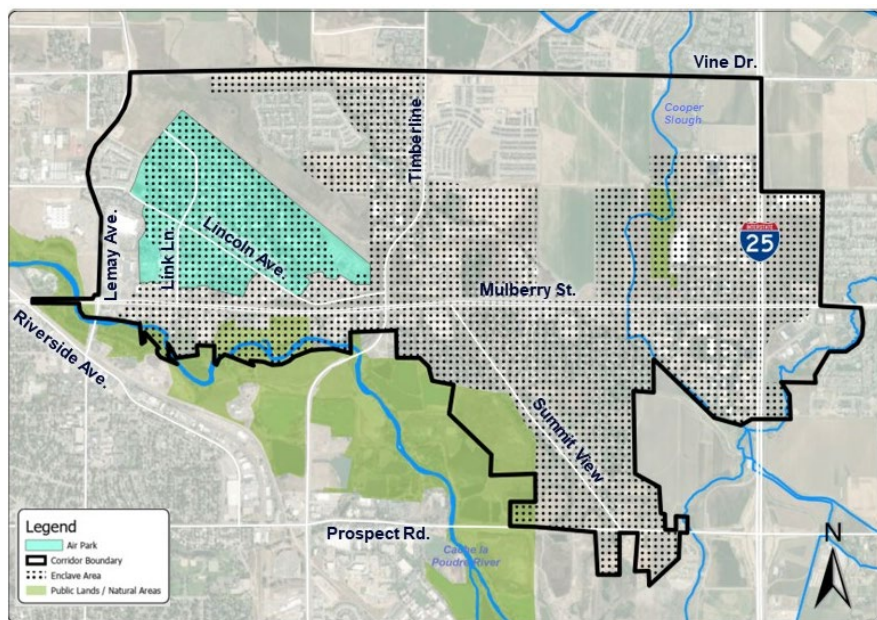 Vine Dr.
Cooper
Slough
Timberline
INTERSTATE
25
Lemay Ave.
Link Ln.
Lincoln Ave.
Mulberry St.
Riverside Ave.
Summit View
Prospect Rd.
Cache la
Poudre River
N
Legend
Air Park
Corridor Boundary
Enclave Area
Public Lands / Natural Areas